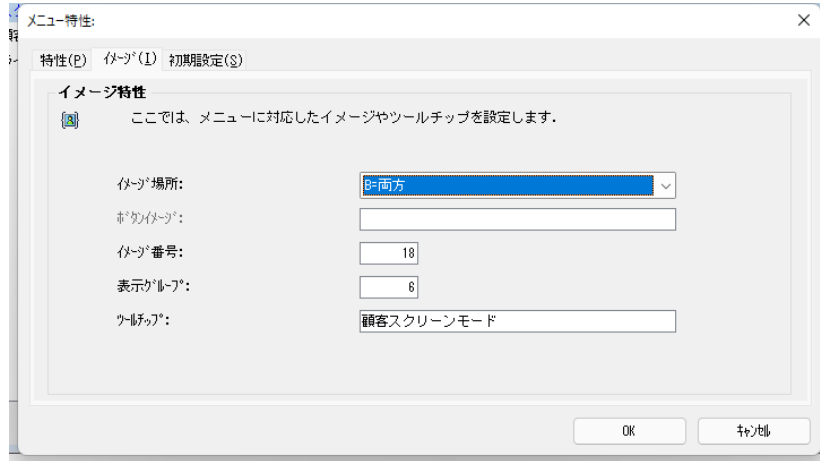 メニュー特性:
特性(P) ｲﾒｰｼﾞ(I) 初期設定(S)
イメージ特性
ここでは、メニューに対応したイメージやツールチップを設定します.
ｲﾒｰｼﾞ場所:
B=両方
ﾎﾞﾀﾝｲﾒｰｼﾞ:
ｲﾒｰｼﾞ番号:
18
表示ｸﾞﾙｰﾌﾟ:
6
ﾂｰﾙﾁｯﾌﾟ:
顧客スクリーンモード
OK
ｷｬﾝｾﾙ